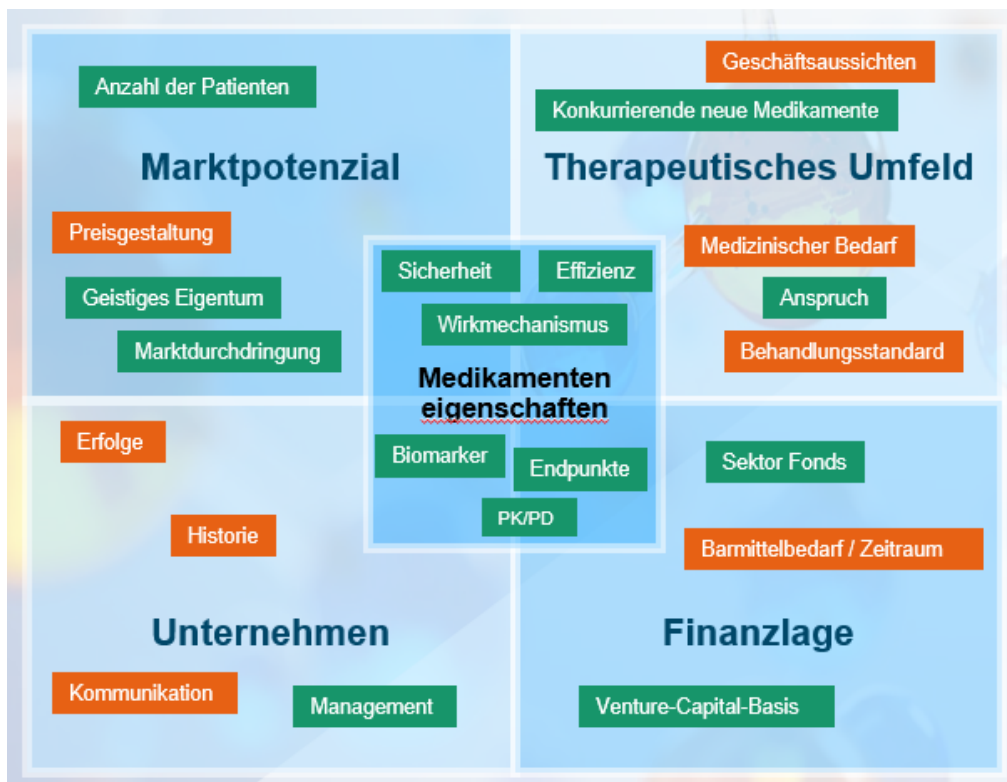 Anzahl der Patienten
Marktpotenzial
Preisgestaltung
Geistiges Eigentum
Marktdurchdringung
Geschäftsaussichten
Konkurrierende neue Medikamente
Therapeutisches Umfeld
Medizinischer Bedarf
Anspruch
Behandlungsstandard
Sicherheit
Effizienz
Wirkmechanismus
Medikamenten
eigenschaften
Biomarker
Endpunkte
PK/PD
Erfolge
Historie
Unternehmen
Kommunikation
Management
Sektor Fonds
Barmittelbedarf / Zeitraum
Finanzlage
Venture-Capital-Basis